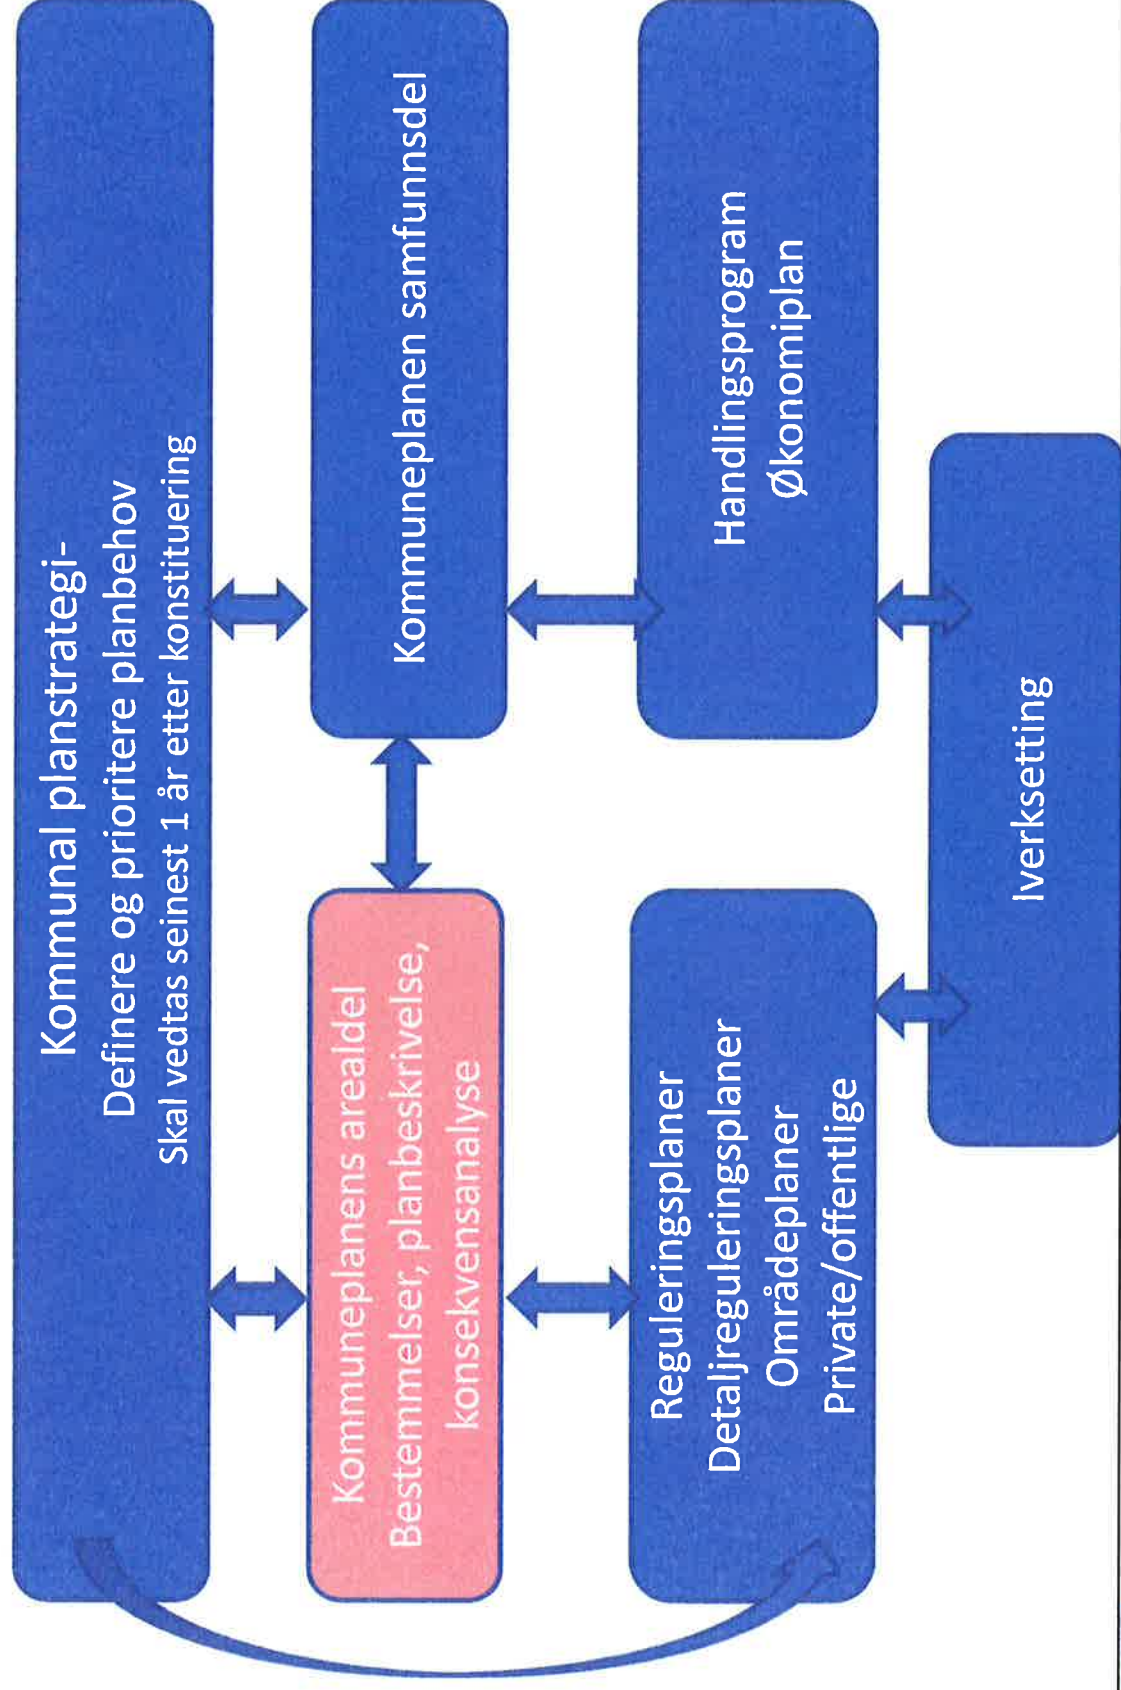 Kommunal planstrategi-
Definere og prioritere planbehov
Skal vedtas seinest 1 år etter konstituering
Kommuneplanens arealdel
Bestemmelser, planbeskrivelse,
konsekvensanalyse
Kommuneplanen samfunnsdel
Reguleringsplaner
Detaljreguleringsplaner
Områdeplaner
Private/offentlige
Handlingsprogram
Økonomiplan
Iverksetting